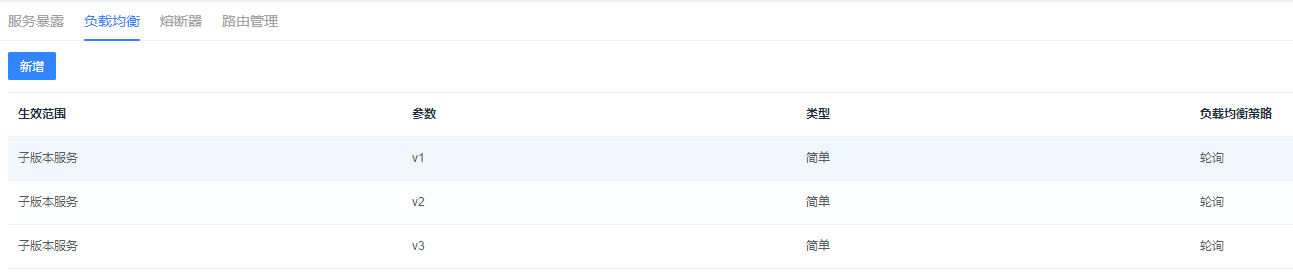 服务暴露 负载均衡 熔断器 路由管理
新增
生效范围 参数 类型 负载均衡策略
子版本服务 v1 简单 轮询
子版本服务 v2 简单 轮询
子版本服务 v3 简单 轮询